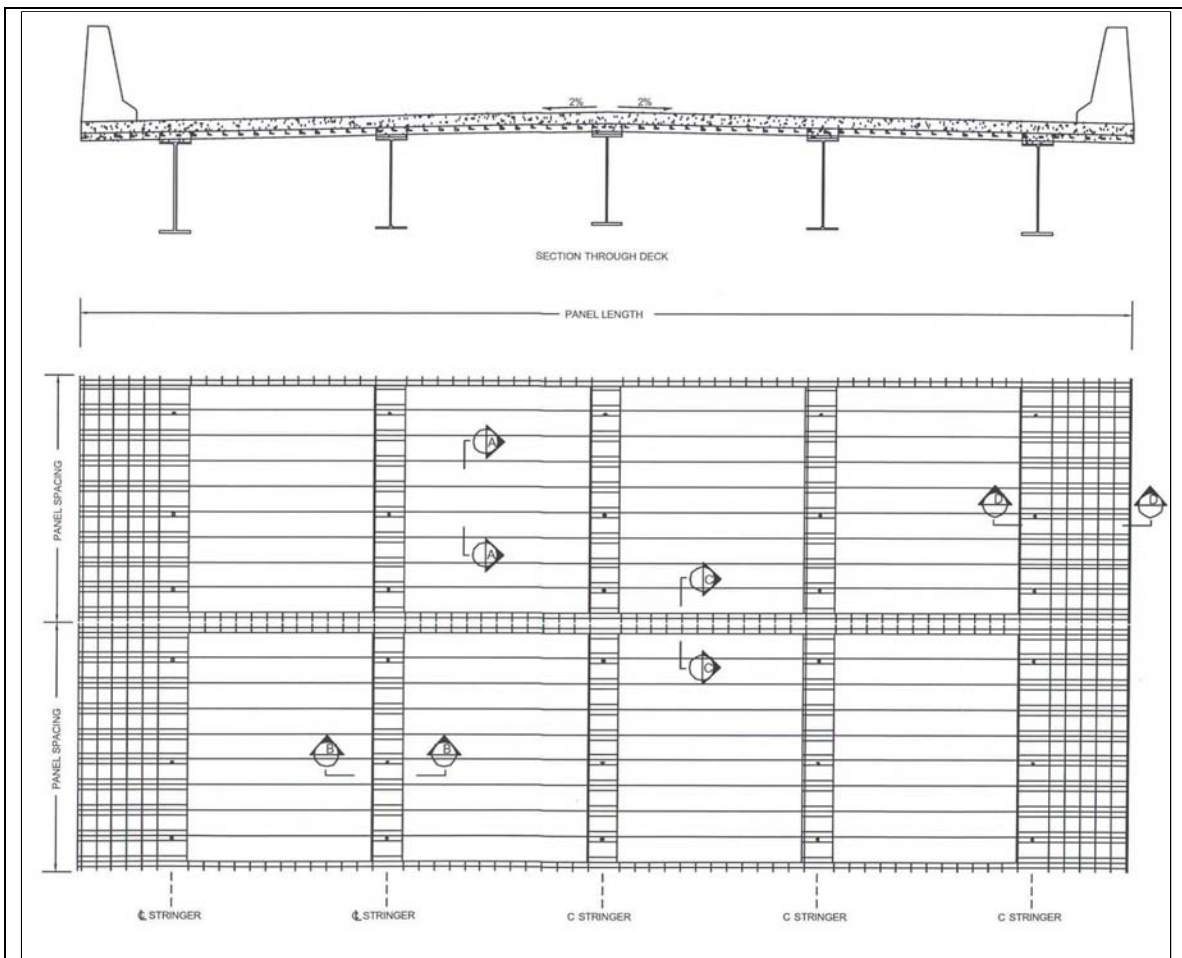 2% 2%
SECTION THROUGH DECK
PANEL LENGTH
PANEL SPACING
A
A
D D
C
C
PANEL SPACING
B B
℄ STRINGER ℄ STRINGER C STRINGER C STRINGER C STRINGER